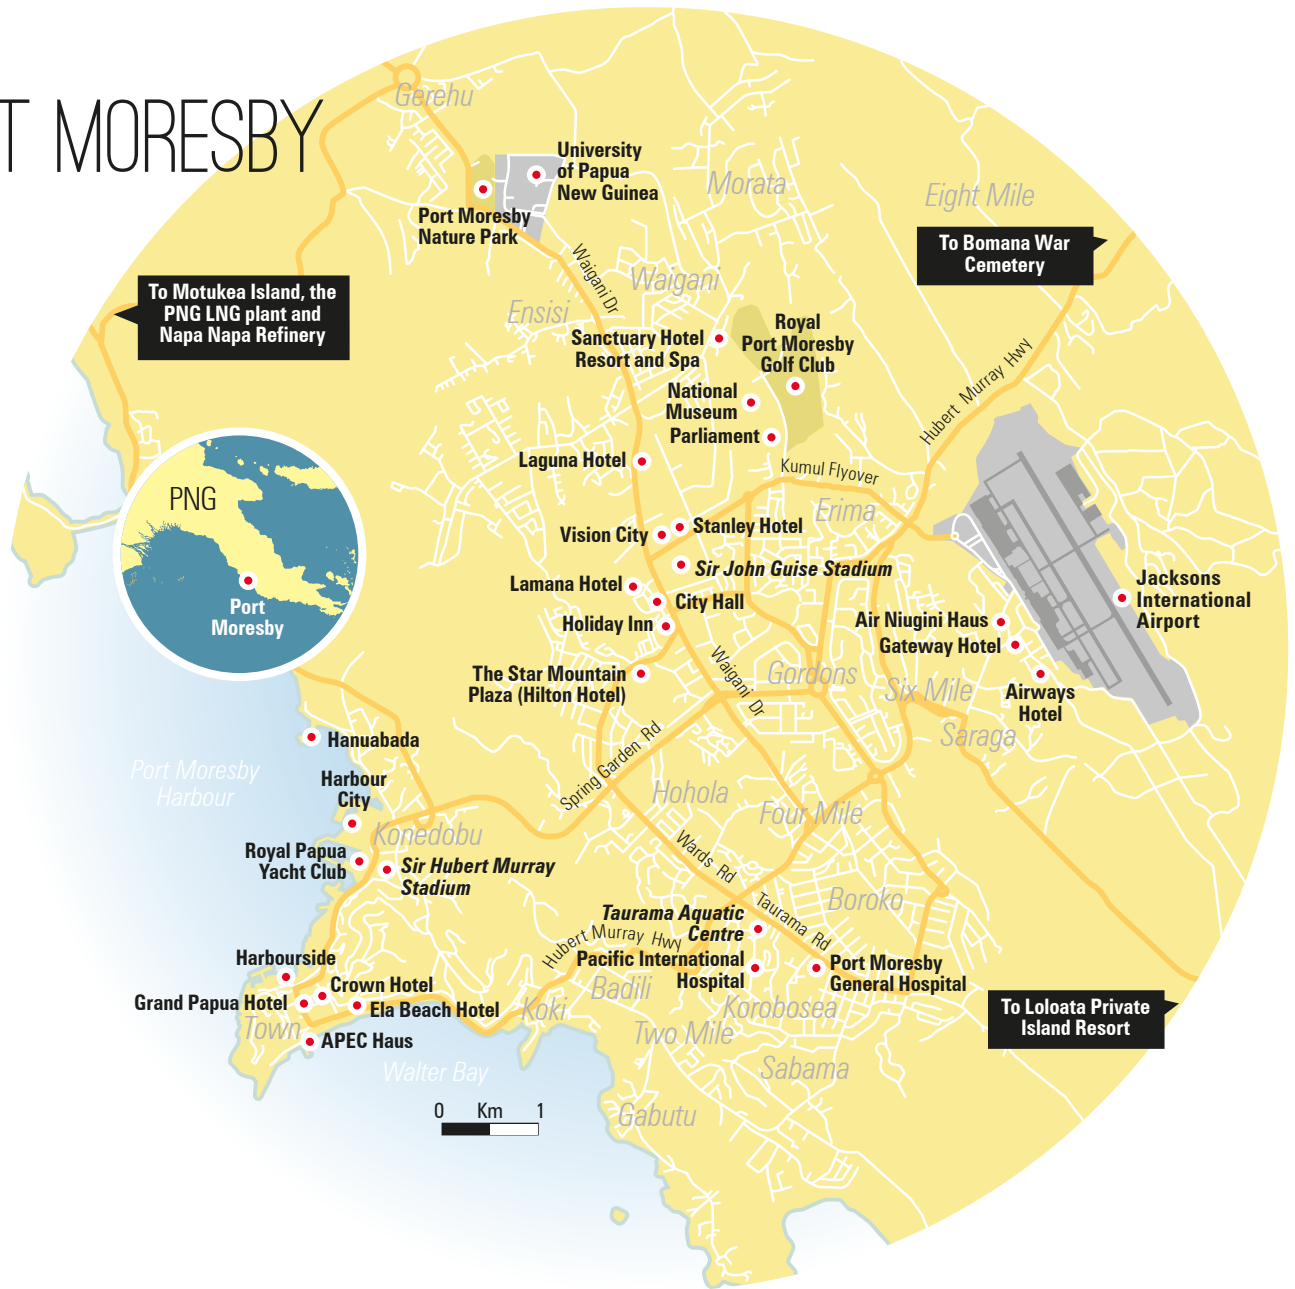 T MORESBY
Gerehu
University
of Papua
New Guinea
Port Moresby
Nature Park
Morata
Eight Mile
To Bomana War
Cemetery
Waigani Dr
Waigani
Ensisi
To Motukea Island, the
PNG LNG plant and
Napa Napa Refinery
Sanctuary Hotel
Resort and Spa
Royal
Port Moresby
Golf Club
National
Museum
Parliament
Hubert Murray Hwy
Laguna Hotel
Kumul Flyover
Erima
PNG
Port
Moresby
Vision City
Stanley Hotel
Sir John Guise Stadium
Lamana Hotel
City Hall
Holiday Inn
Jacksons
International
Airport
Air Niugini Haus
Gateway Hotel
Airways
Hotel
The Star Mountain
Plaza (Hilton Hotel)
Waigani Dr
Gordons
Six Mile
Saraga
Hanuabada
Spring Garden Rd
Port Moresby
Harbour
Harbour
City
Hohola
Four Mile
Konedobu
Royal Papua
Yacht Club
Sir Hubert Murray
Stadium
Wards Rd
Boroko
Taurama Rd
Taurama Aquatic
Centre
Hubert Murray Hwy
Pacific International
Hospital
Port Moresby
General Hospital
Harbourside
Crown Hotel
Grand Papua Hotel
Ela Beach Hotel
Town
APEC Haus
Badili
Koki
Korobosea
Two Mile
To Loloata Private
Island Resort
Walter Bay
Sabama
Gabutu
0 Km 1